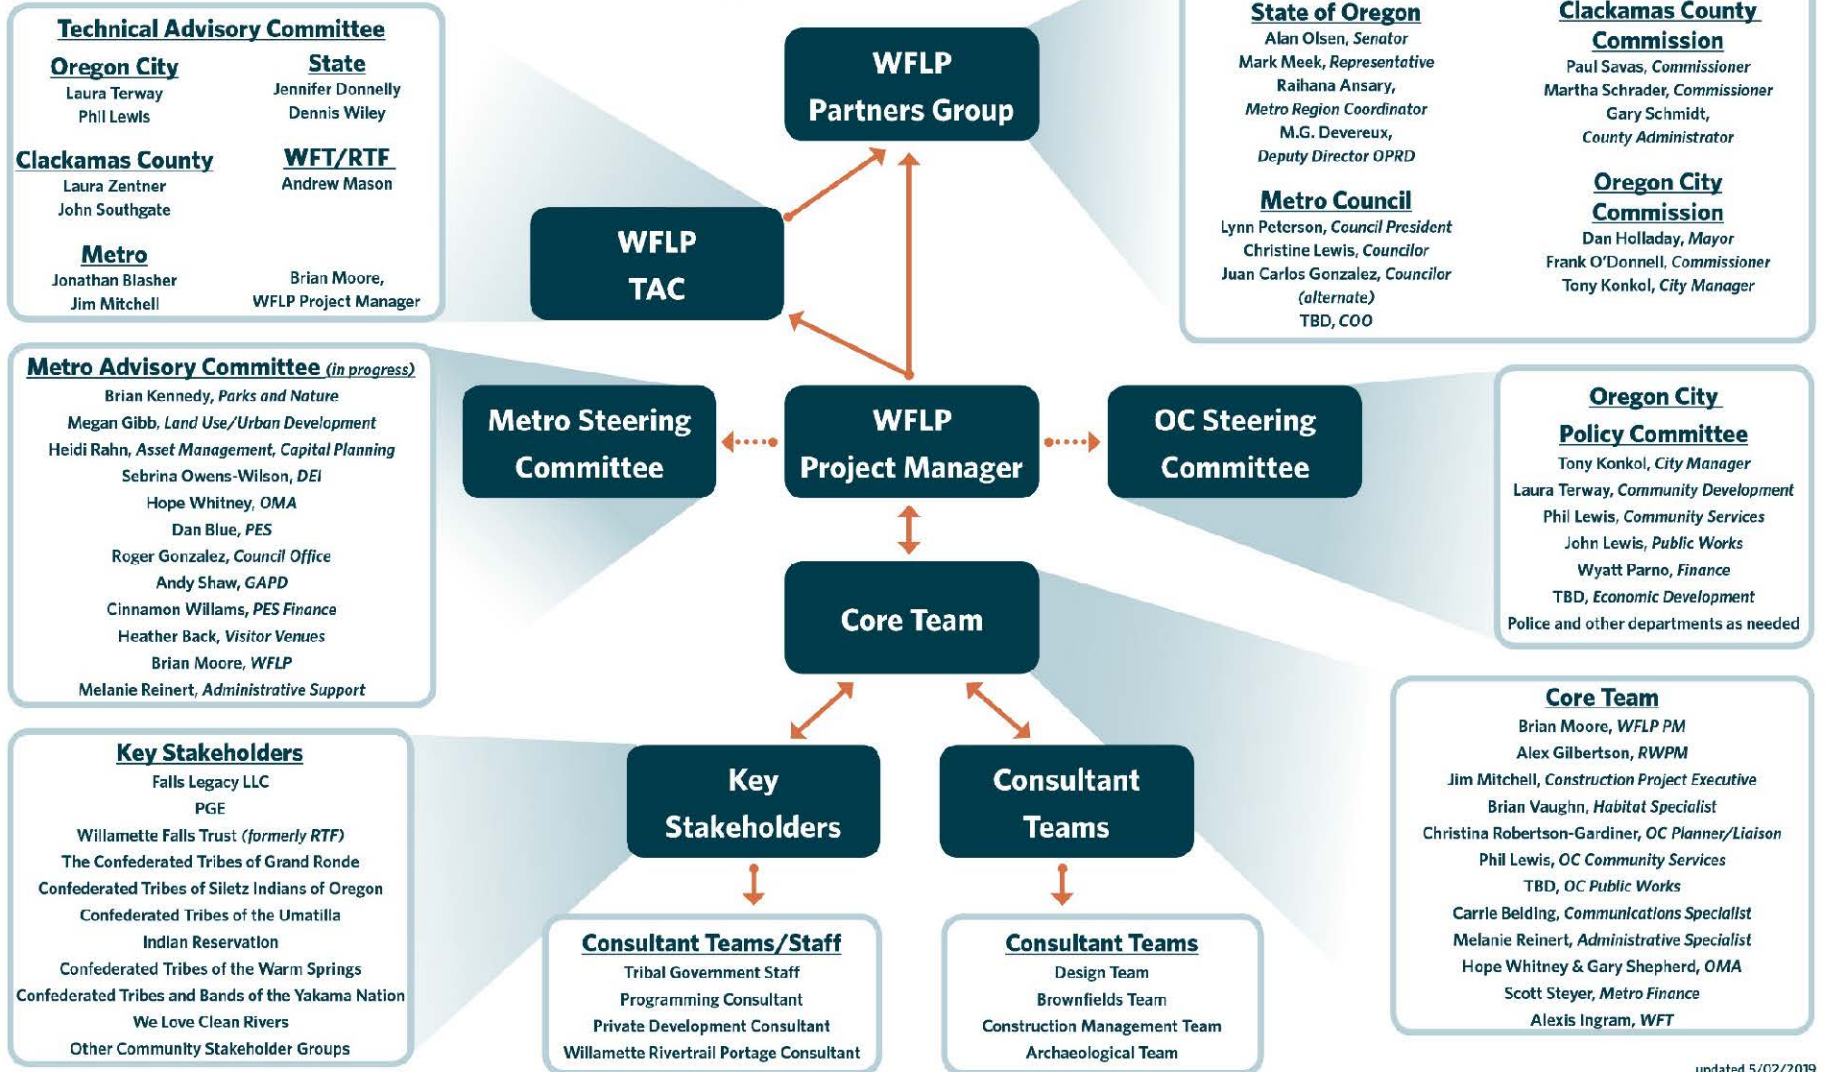 Technical Advisory Committee
Oregon City
Laura Terway
Phil Lewis
State
Jennifer Donnelly
Dennis Wiley
Clackamas County
Laura Zentner
John Southgate
WFT/RTF
Andrew Mason
Metro
Jonathan Blasher
Jim Mitchell
Brian Moore,
WFLP Project Manager
WFLP
Partners Group
State of Oregon
Alan Olsen, Senator
Mark Meek, Representative
Raihana Ansary,
Metro Region Coordinator
M.G. Devereux,
Deputy Director OPRD
Metro Council
Lynn Peterson, Council President
Christine Lewis, Councilor
Juan Carlos Gonzalez, Councilor
(alternate)
TBD, COO
Clackamas County
Commission
Paul Savas, Commissioner
Martha Schrader, Commissioner
Gary Schmidt,
County Administrator
Oregon City
Commission
Dan Holladay, Mayor
Frank O'Donnell, Commissioner
Tony Konkol, City Manager
WFLP
TAC
Metro Advisory Committee (in progress)
Brian Kennedy, Parks and Nature
Megan Gibb, Land Use/Urban Development
Heidi Rahn, Asset Management, Capital Planning
Sebrina Owens-Wilson, DEI
Hope Whitney, OMA
Dan Blue, PES
Roger Gonzalez, Council Office
Andy Shaw, GAPD
Cinnamon Willams, PES Finance
Heather Back, Visitor Venues
Brian Moore, WFLP
Melanie Reinert, Administrative Support
Metro Steering
Committee
WFLP
Project Manager
OC Steering
Committee
Oregon City
Policy Committee
Tony Konkol, City Manager
Laura Terway, Community Development
Phil Lewis, Community Services
John Lewis, Public Works
Wyatt Parno, Finance
TBD, Economic Development
Police and other departments as needed
Core Team
Core Team
Brian Moore, WFLP PM
Alex Gilbertson, RWPM
Jim Mitchell, Construction Project Executive
Brian Vaughn, Habitat Specialist
Christina Robertson-Gardiner, OC Planner/Liaison
Phil Lewis, OC Community Services
TBD, OC Public Works
Carrie Belding, Communications Specialist
Melanie Reinert, Administrative Specialist
Hope Whitney & Gary Shepherd, OMA
Scott Steyer, Metro Finance
Alexis Ingram, WFT
Key Stakeholders
Falls Legacy LLC
PGE
Willamette Falls Trust (formerly RTF)
The Confederated Tribes of Grand Ronde
Confederated Tribes of Siletz Indians of Oregon
Confederated Tribes of the Umatilla
Indian Reservation
Confederated Tribes of the Warm Springs
Confederated Tribes and Bands of the Yakama Nation
We Love Clean Rivers
Other Community Stakeholder Groups
Key
Stakeholders
Consultant
Teams
Consultant Teams/Staff
Tribal Government Staff
Programming Consultant
Private Development Consultant
Willamette Rivertrail Portage Consultant
Consultant Teams
Design Team
Brownfields Team
Construction Management Team
Archaeological Team
updated 5/02/2019